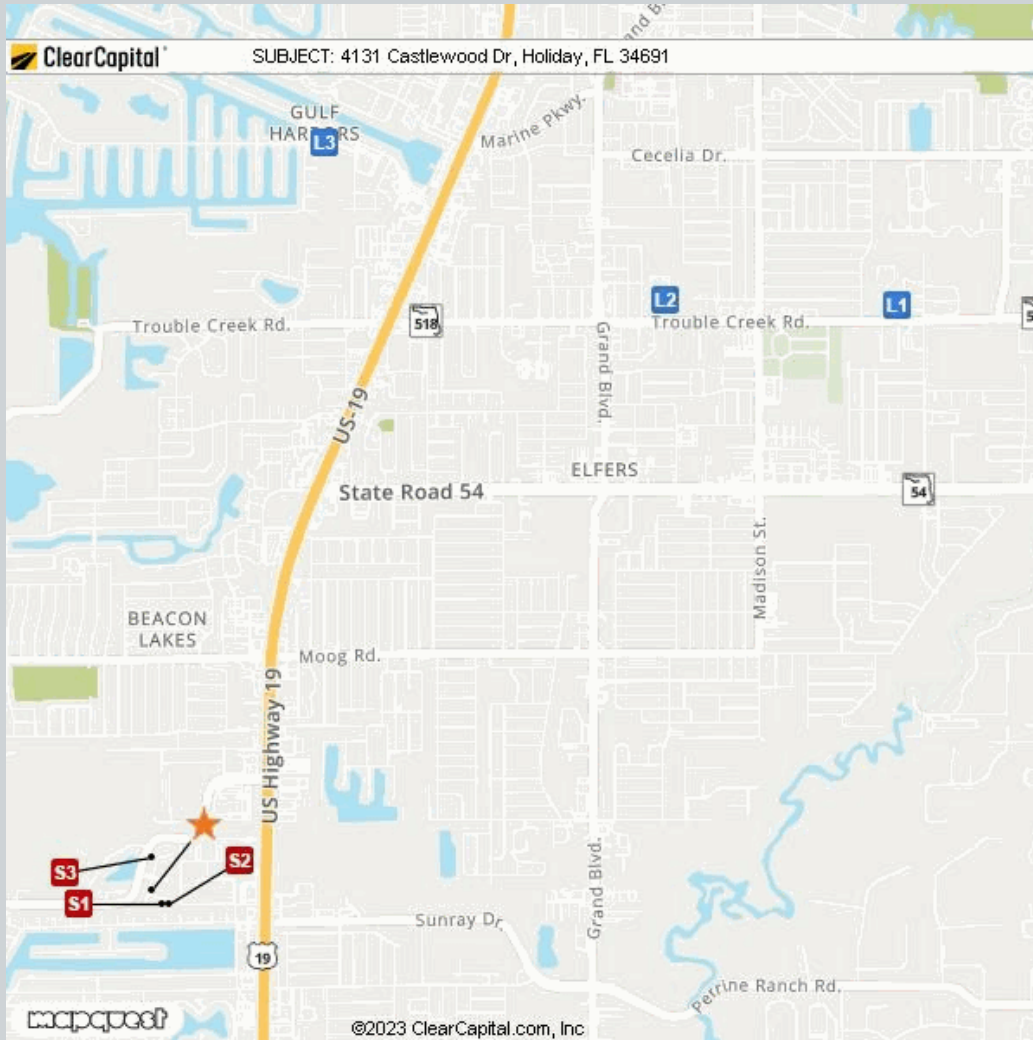 ClearCapital
SUBJECT: 4131 Castlewood Dr, Holiday, FL 34691
Marine Pkwy.
GULF
HARBORS
L3
Cecelia Dr.
L2
L1
Trouble Creek Rd.
518
Trouble Creek Rd.
Grand Blvd.
US-19
ELFERS
State Road 54
54
Madison St.
BEACON
LAKES
Moog Rd.
US Highway 19
S3
S2
S1
Grand Blvd.
Sunray Dr.
19
Perrine Ranch Rd.
mapquest
©2023 ClearCapital.com, Inc